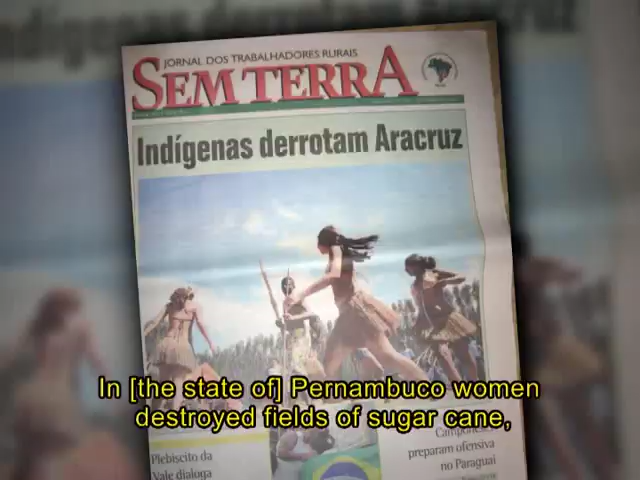 JORNAL DOS TRABALHADORES RURAIS
SEM TERRA
Indígenas derrotam Aracruz
In [the state of] Pernambuco women
destroyed fields of sugar cane,
Plebiscito da
Vale dialoga
preparam ofensiva
no Paraguai